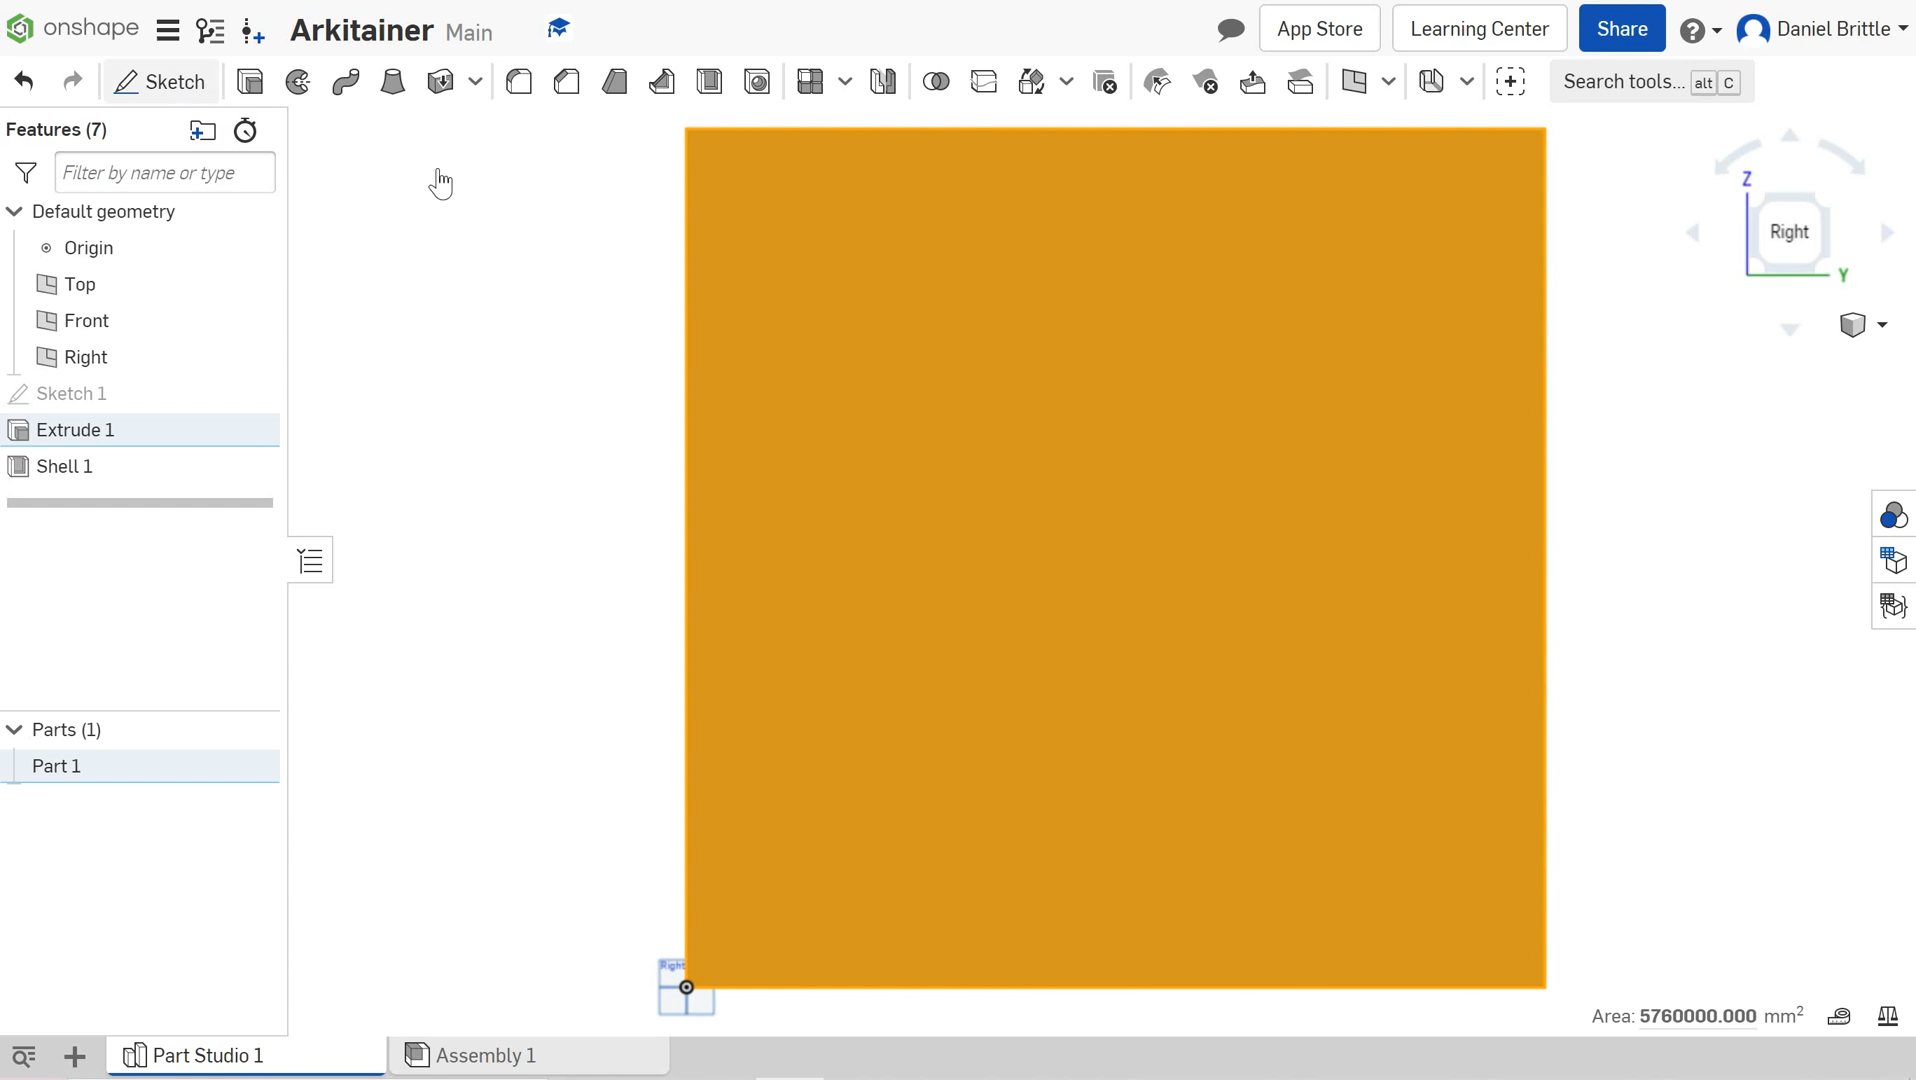 onshape Arkitainer Main App Store Learning Center Share Daniel Brittle
Sketch Search tools... alt C
Features (7)
Filter by name or type
Default geometry
Origin
Top
Front
Right
Sketch 1
Extrude 1
Shell 1
Parts (1)
Part 1
Z
Right
Y
Right
Area: 5760000.000 mm²
Part Studio 1 Assembly 1